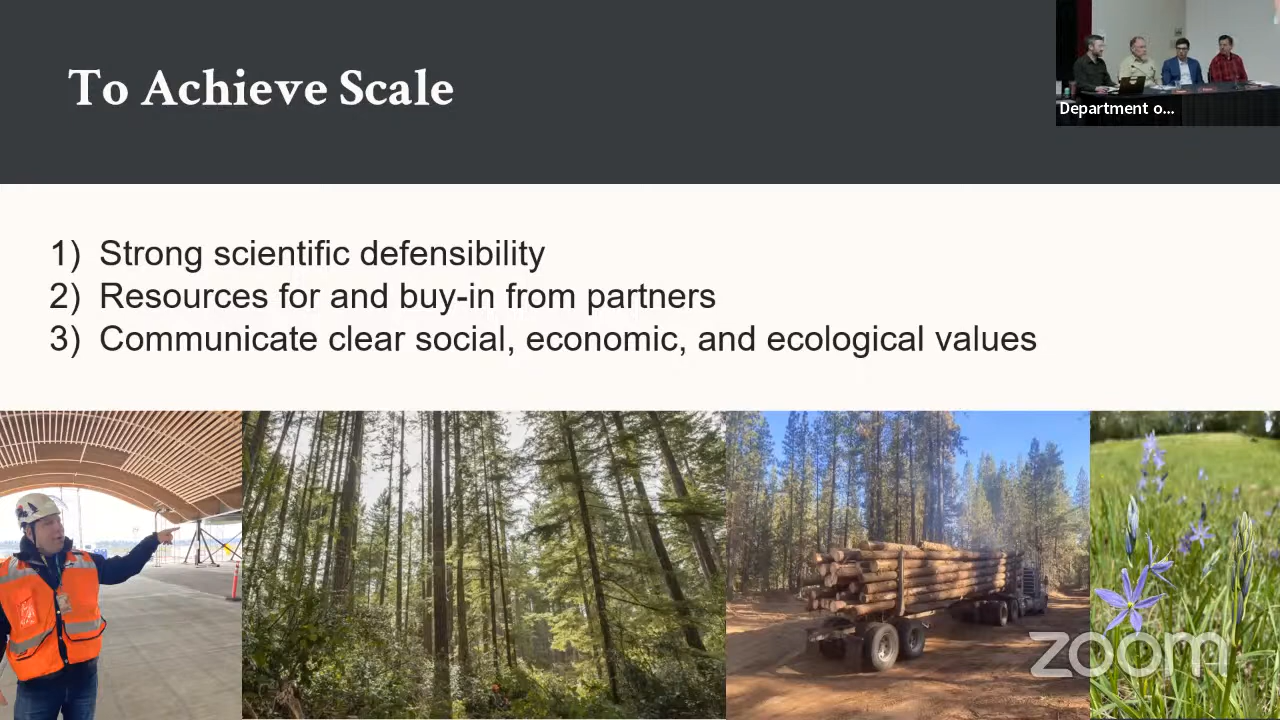 To Achieve Scale
Department o...
1) Strong scientific defensibility
2) Resources for and buy-in from partners
3) Communicate clear social, economic, and ecological values
zoom